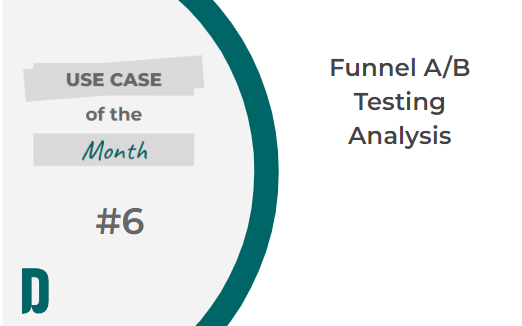 USE CASE
of the
Month
#6
Funnel A/B
Testing
Analysis